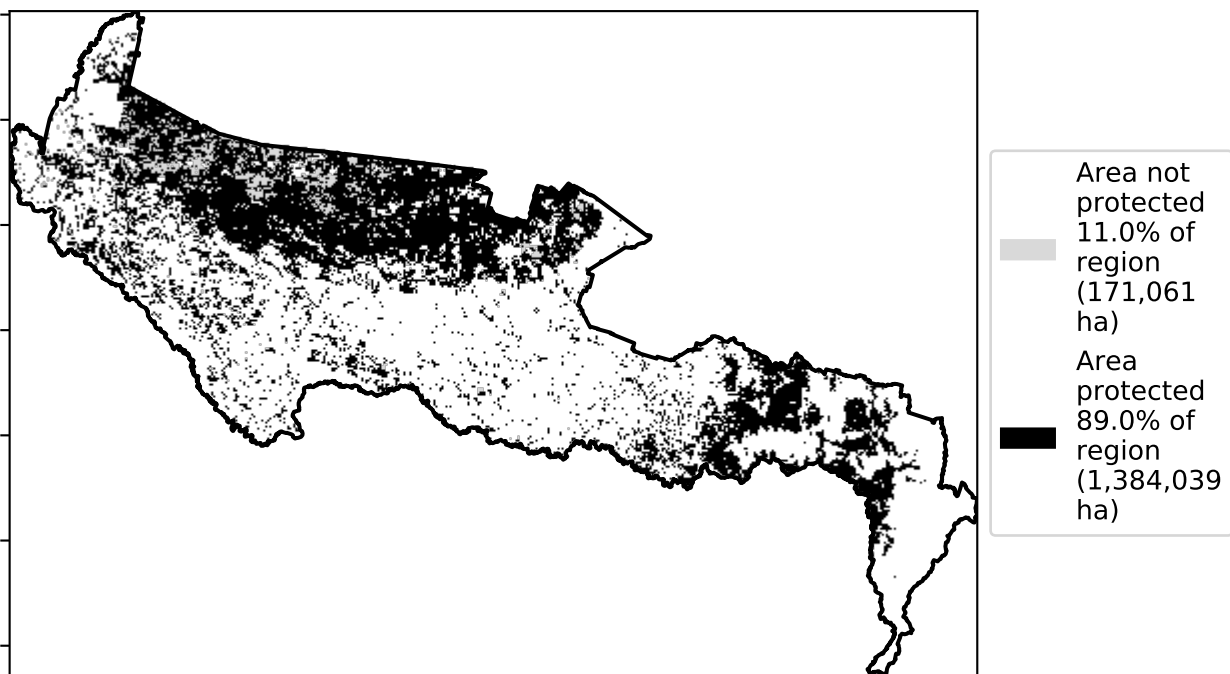 Area not
protected
11.0% of
region
(171,061
ha)
Area
protected
89.0% of
region
(1,384,039
ha)